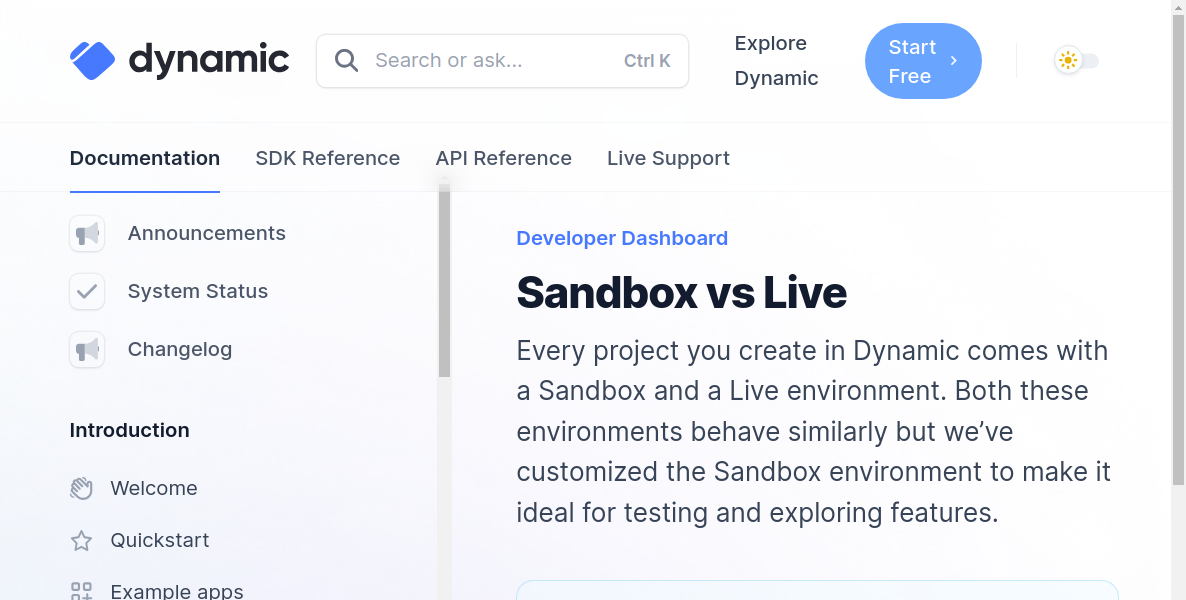 dynamic
Search or ask...
Ctrl K
Explore
Dynamic
Start
Free
Documentation
SDK Reference
API Reference
Live Support
Announcements
System Status
Changelog
Introduction
Welcome
Quickstart
Example apps
Developer Dashboard
Sandbox vs Live
Every project you create in Dynamic comes with
a Sandbox and a Live environment. Both these
environments behave similarly but we’ve
customized the Sandbox environment to make it
ideal for testing and exploring features.